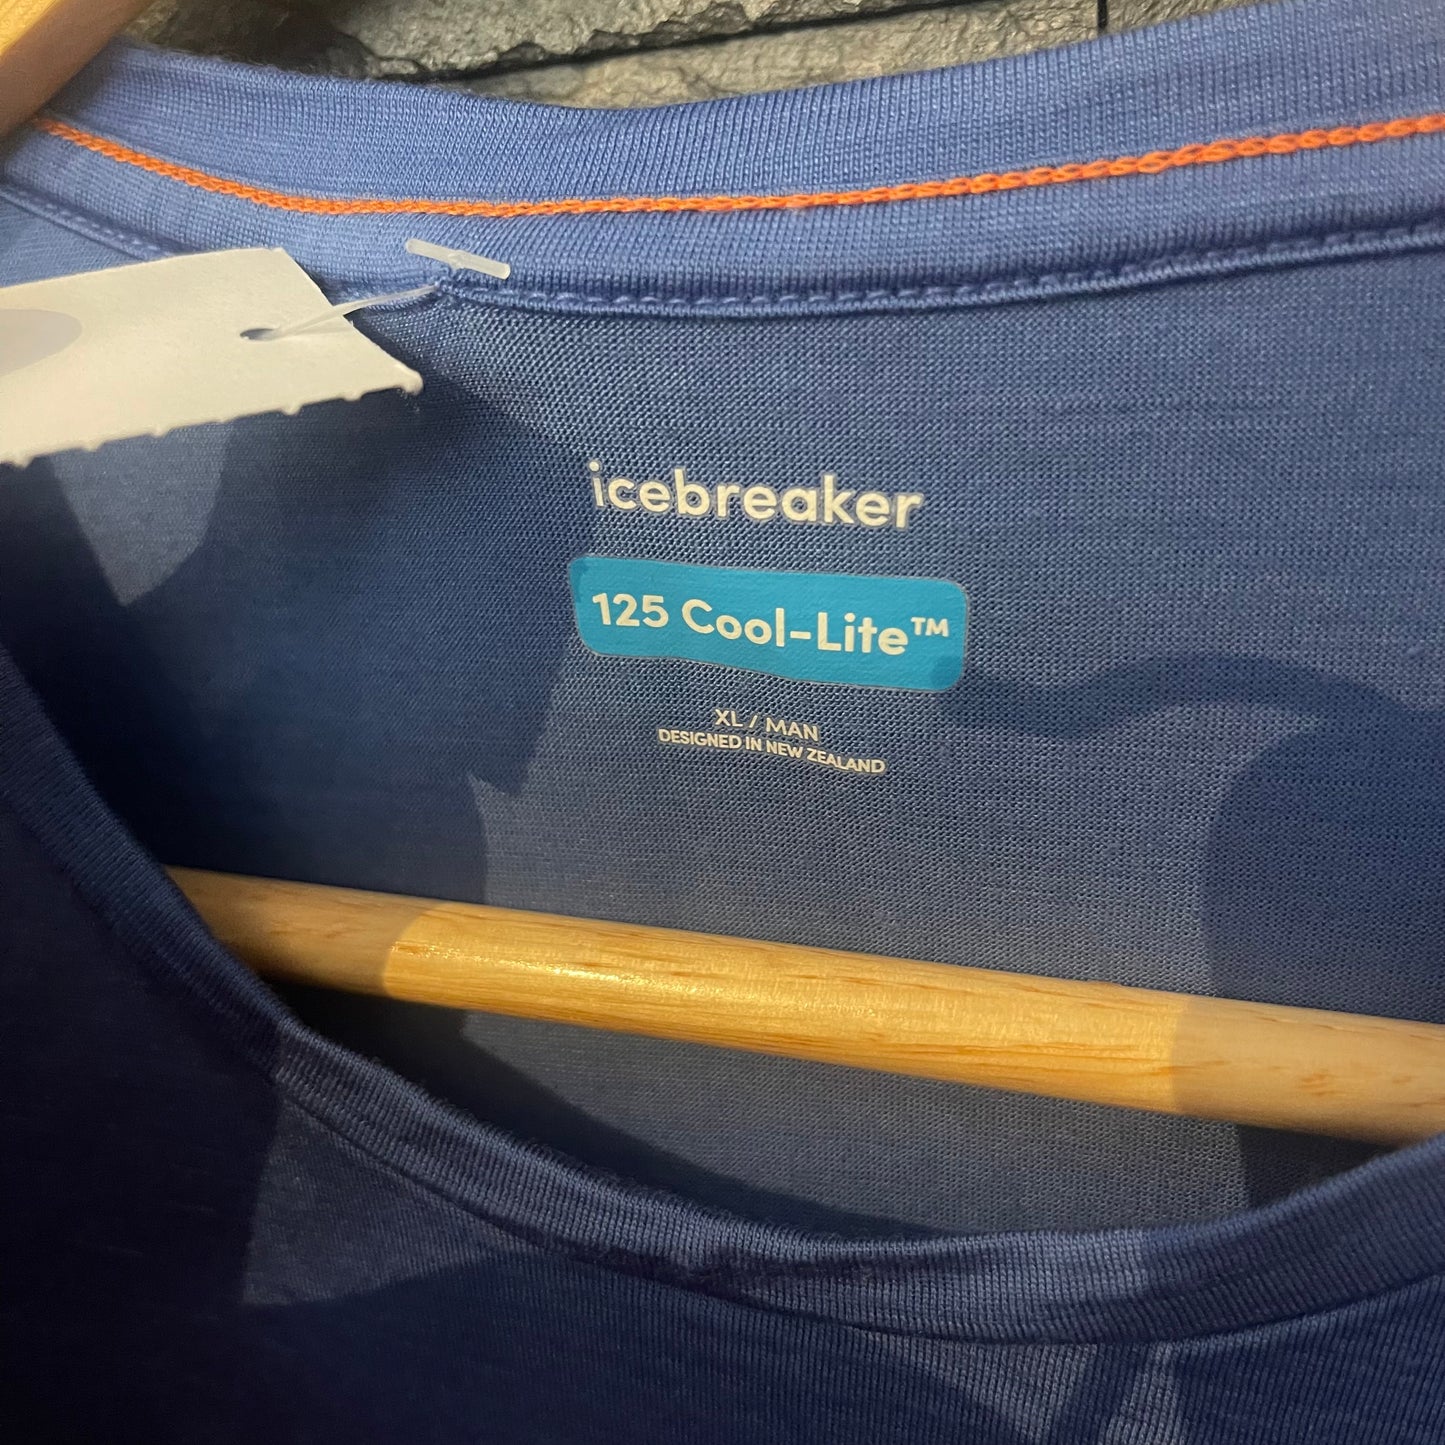 icebreaker
125 Cool-Lite™
XL / MAN
DESIGNED IN NEW ZEALAND